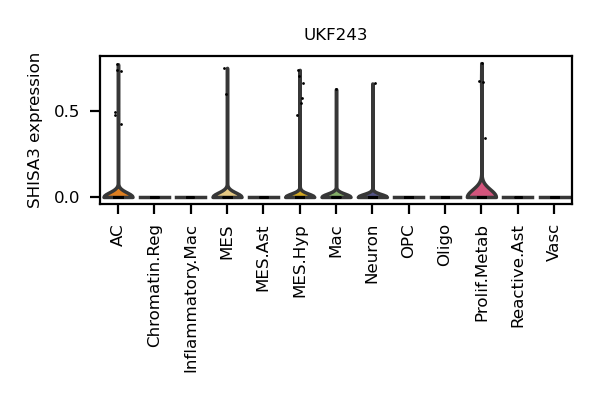 UKF243
SHISA3 expression
0.5
0.0
AC
Chromatin.Reg
Inflammatory.Mac
MES
MES.Ast
MES.Hyp
Mac
Neuron
OPC
Oligo
Prolif.Metab
Reactive.Ast
Vasc